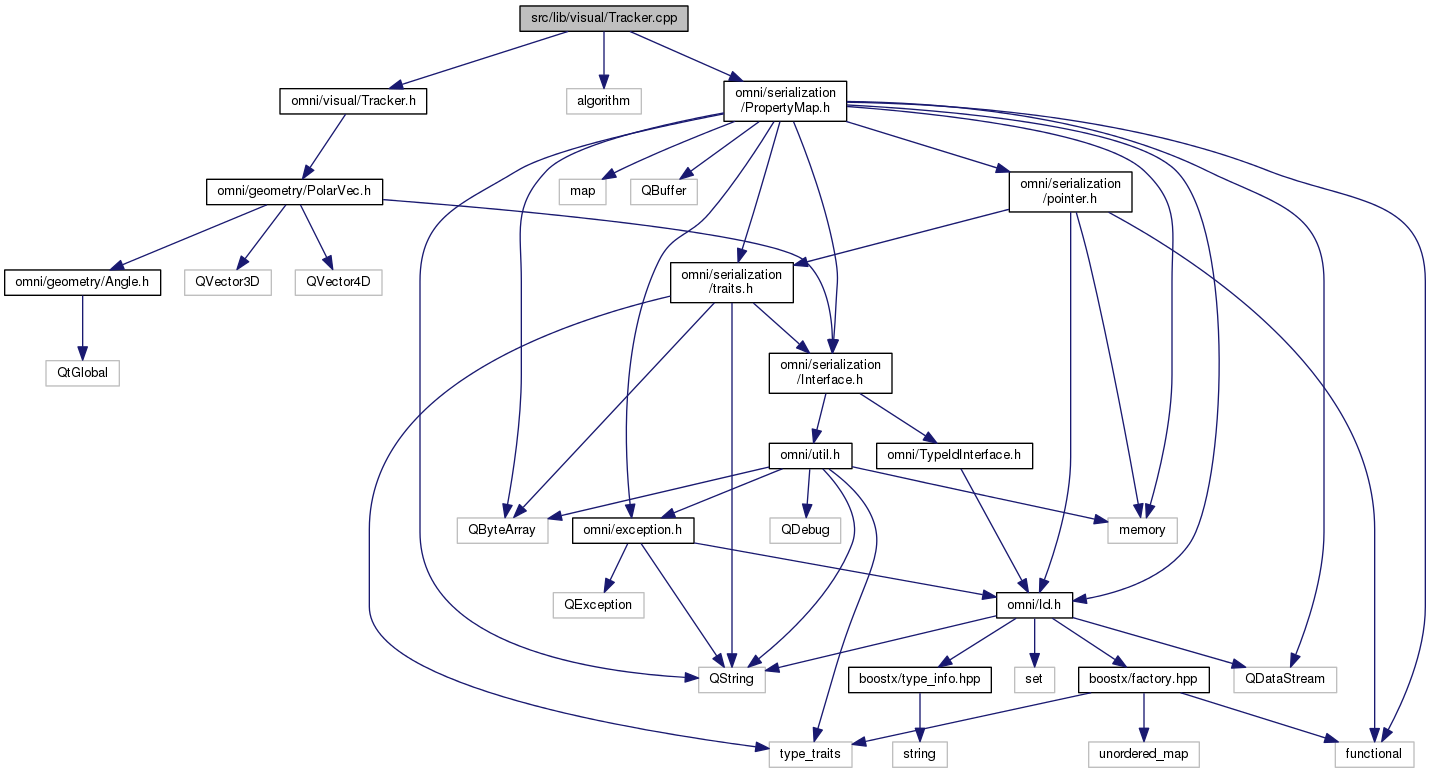 src/lib/visual/Tracker.cpp
omni/visual/Tracker.h
algorithm
omni/serialization
/PropertyMap.h
omni/geometry/PolarVec.h
map
QBuffer
omni/serialization
/pointer.h
omni/geometry/Angle.h
QVector3D
QVector4D
omni/serialization
/traits.h
QtGlobal
omni/serialization
/Interface.h
omni/util.h
omni/TypeIdInterface.h
QByteArray
omni/exception.h
QDebug
memory
QException
omni/Id.h
QString
boostx/type_info.hpp
set
boostx/factory.hpp
QDataStream
type_traits
string
unordered_map
functional